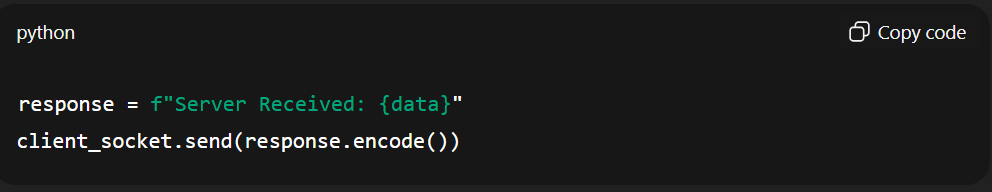 python
Copy code
response = f"Server Received: {data}"
client_socket.send(response.encode())